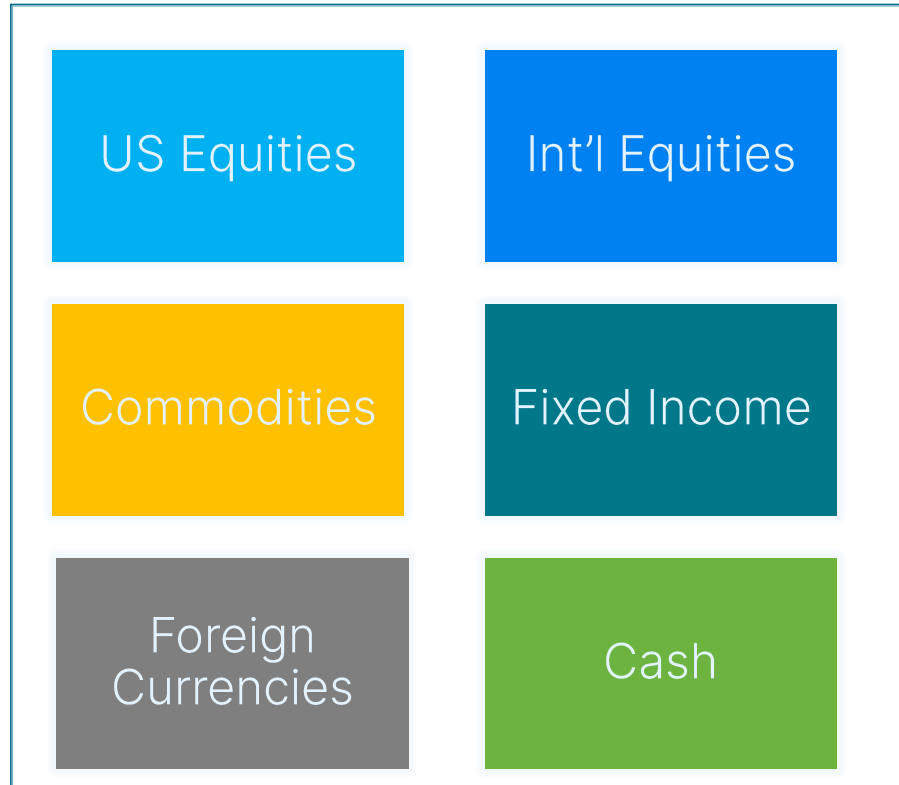 US Equities
Int’l Equities
Commodities
Fixed Income
Foreign
Currencies
Cash